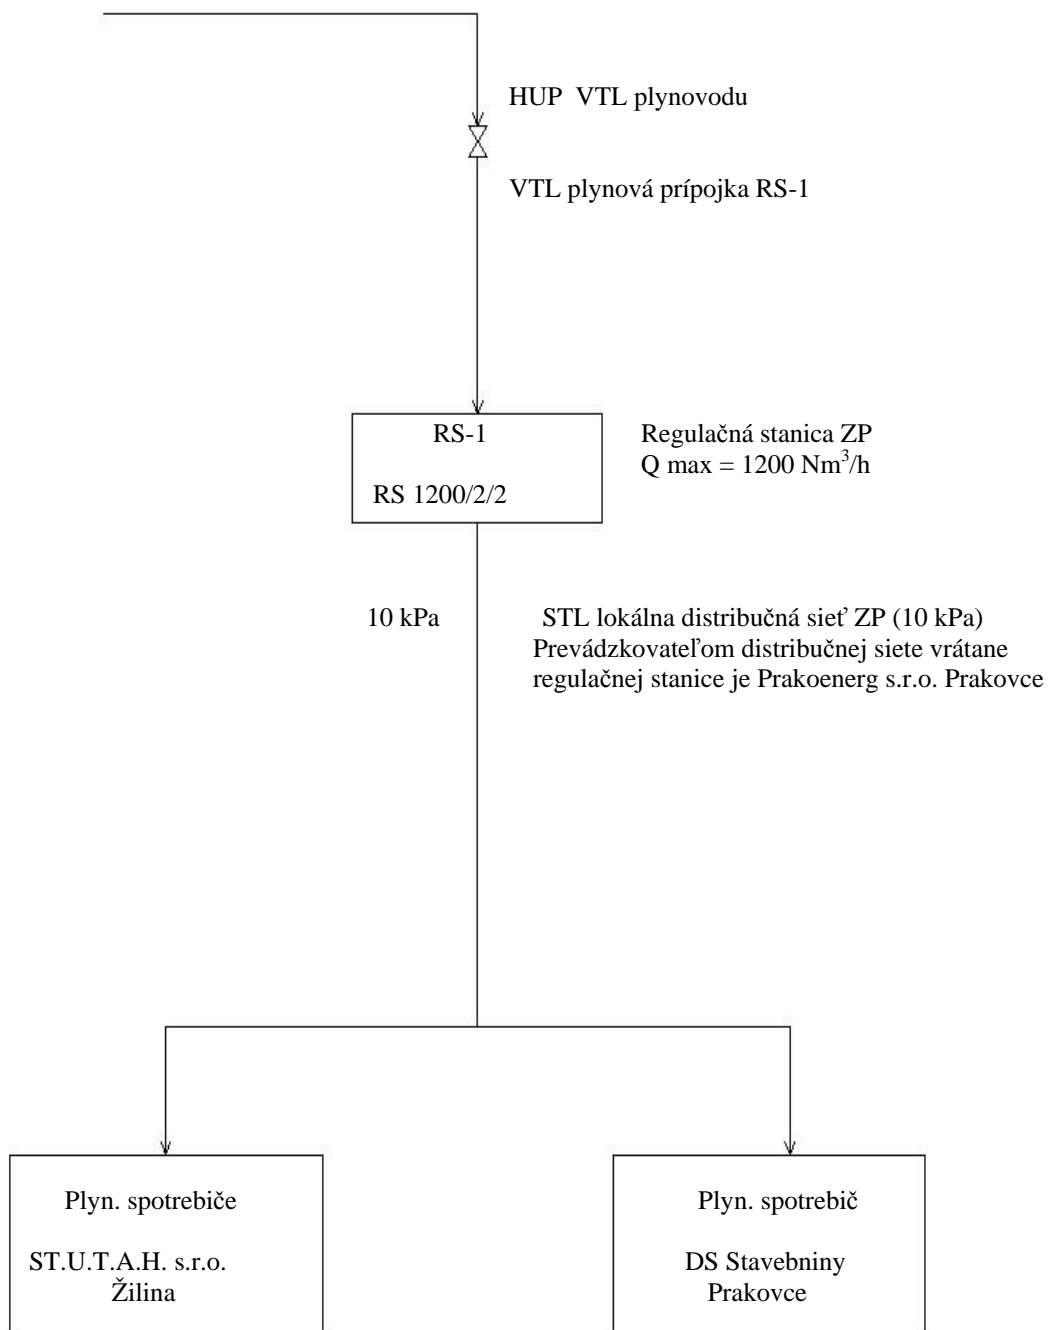 HUP VTL plynovodu
VTL plynová prípojka RS-1
RS-1
RS 1200/2/2
Regulačná stanica ZP
Q max = 1200 Nm³/h
10 kPa
STL lokálna distribučná sieť ZP (10 kPa)
Prevádzkovateľom distribučnej siete vrátane
regulačnej stanice je Prakoenerg s.r.o. Prakovce
Plyn. spotrebiče
ST.U.T.A.H. s.r.o.
Žilina
Plyn. spotrebič
DS Stavebniny
Prakovce